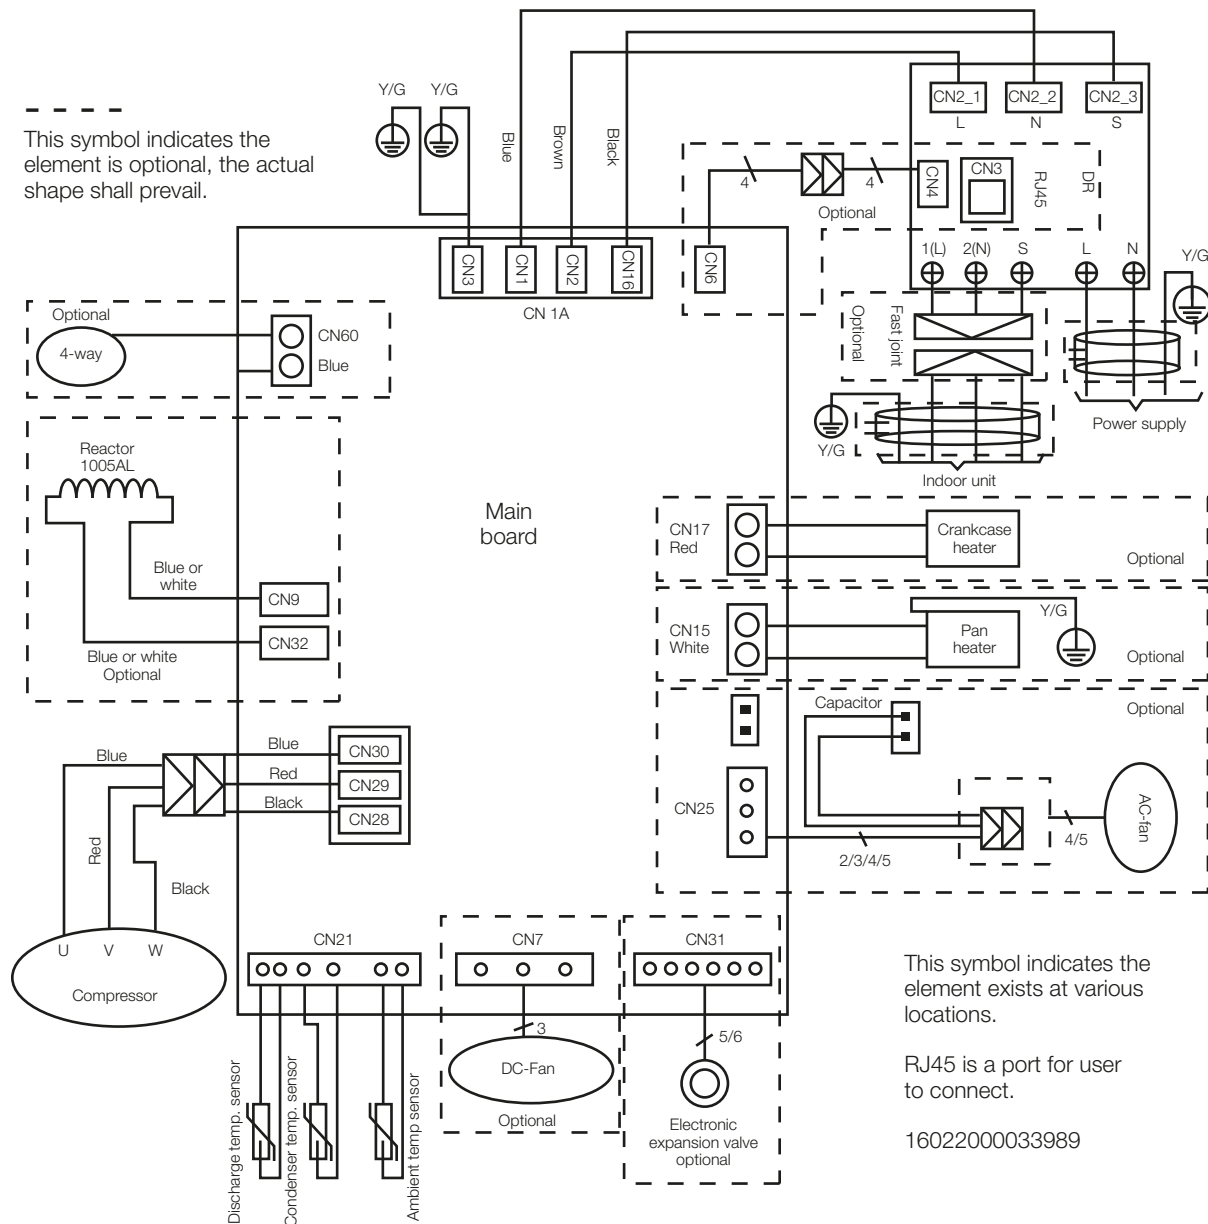 This symbol indicates the
element is optional, the actual
shape shall prevail.
Y/G
Y/G
Blue
Brown
Black
CN2_1
CN2_2
CN2_3
L
N
S
4
4
Optional
CN4
CN3
RJ45
DR
CN6
1(L)
2(N)
S
L
N
Y/G
CN3
CN1
CN2
CN16
CN 1A
Optional
Fast joint
Y/G
Indoor unit
Power supply
Optional
4-way
CN60
Blue
Reactor
1005AL
Blue or
white
CN9
CN32
Blue or white
Optional
Main
board
CN17
Red
Crankcase
heater
Optional
CN15
White
Pan
heater
Y/G
Optional
Capacitor
Optional
CN25
2/3/4/5
4/5
AC-fan
Blue
Red
Black
Blue
Red
Black
CN30
CN29
CN28
U
V
W
Compressor
CN21
CN7
CN31
3
DC-Fan
Optional
5/6
Electronic
expansion valve
optional
Discharge temp. sensor
Condenser temp. sensor
Ambient temp sensor
This symbol indicates the
element exists at various
locations.
RJ45 is a port for user
to connect.
16022000033989